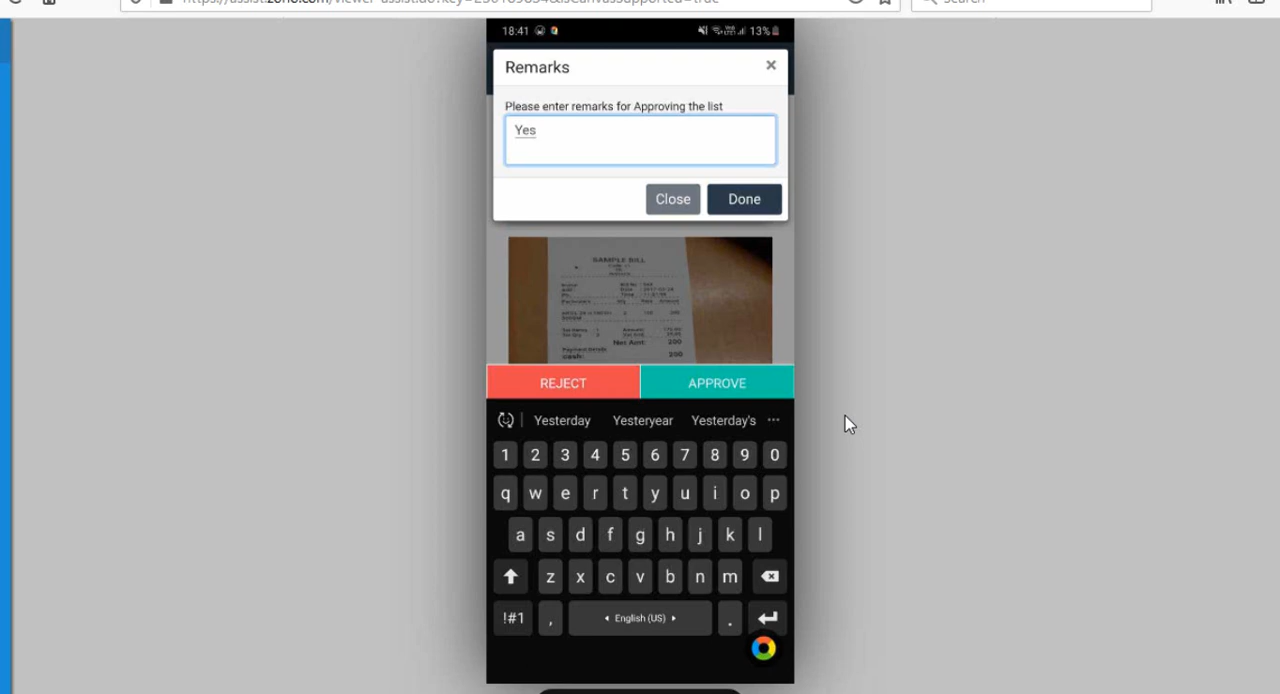 18:41 13%
Remarks ×
Please enter remarks for Approving the list
Yes
Close Done
SAMPLE BILL
Net Amt: 200
cash: 200
REJECT APPROVE
Yesterday Yesteryear Yesterday's ...
1 2 3 4 5 6 7 8 9 0
q w e r t y u i o p
a s d f g h j k l
z x c v b n m
!#1 , English (US) .